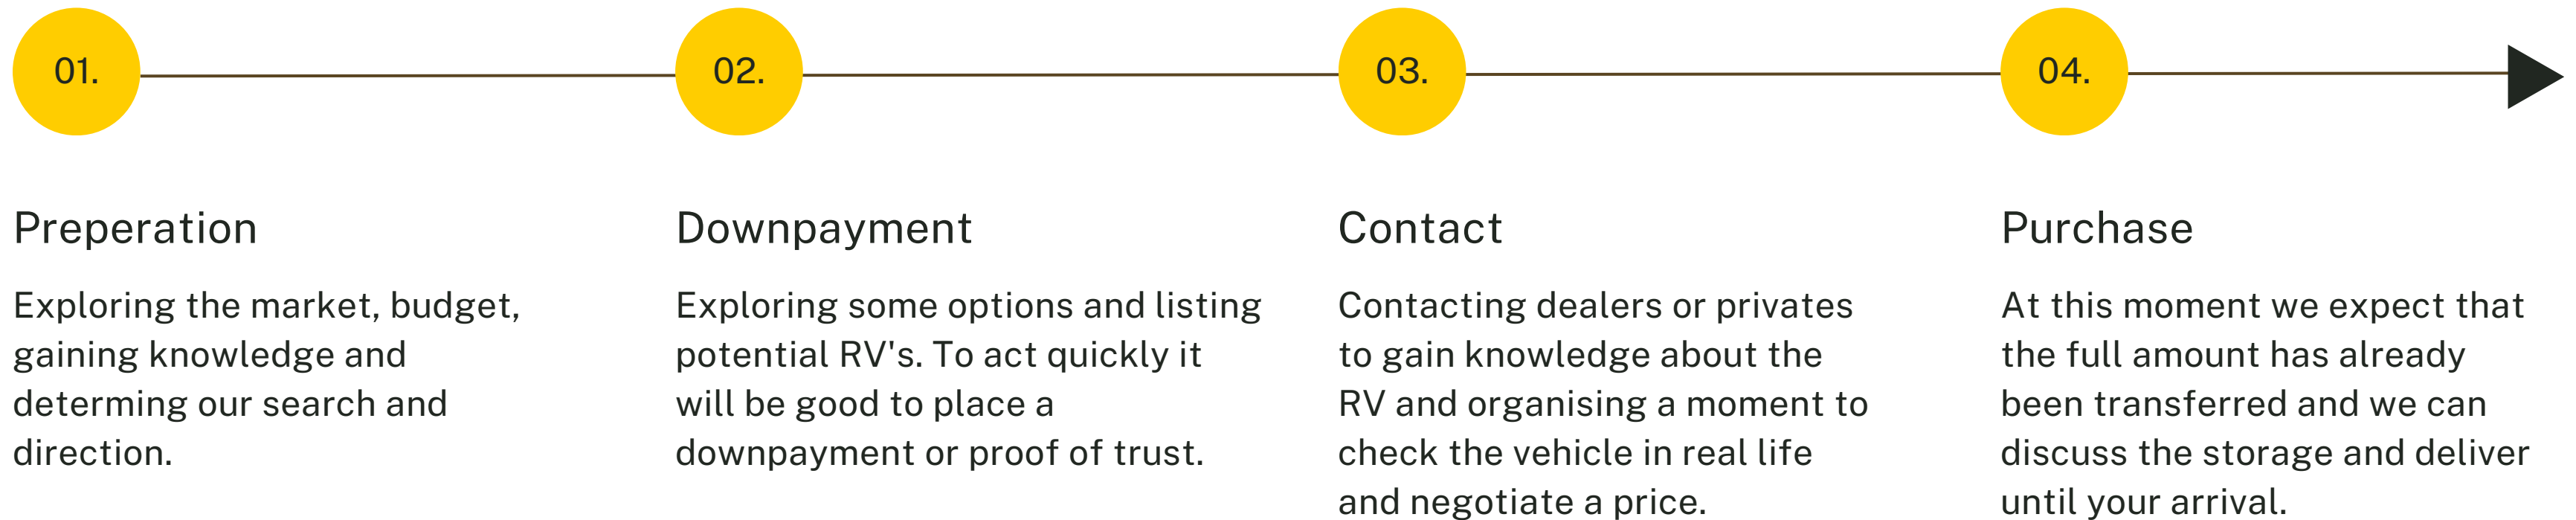 01.
02.
03.
04.
Preperation
Exploring the market, budget,
gaining knowledge and
determing our search and
direction.
Downpayment
Exploring some options and listing
potential RV's. To act quickly it
will be good to place a
downpayment or proof of trust.
Contact
Contacting dealers or privates
to gain knowledge about the
RV and organising a moment to
check the vehicle in real life
and negotiate a price.
Purchase
At this moment we expect that
the full amount has already
been transferred and we can
discuss the storage and deliver
until your arrival.